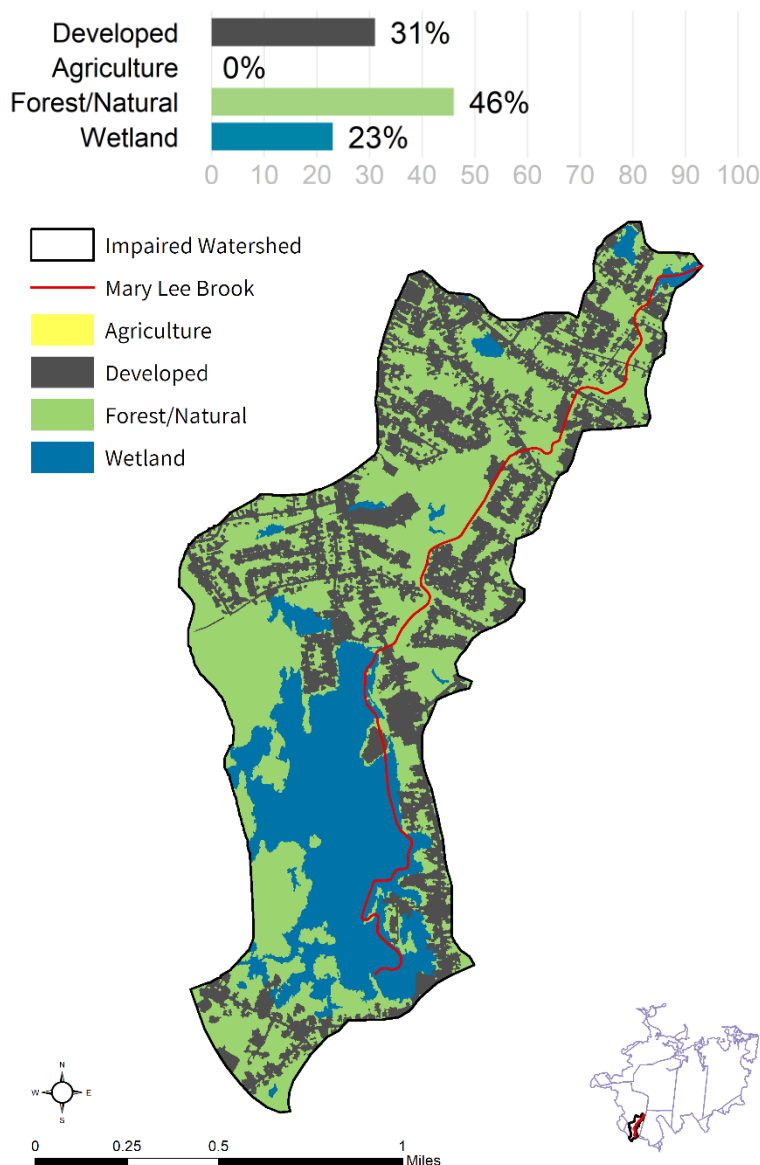 Developed 31%
Agriculture 0%
Forest/Natural 46%
Wetland 23%
0 10 20 30 40 50 60 70 80 90 100
Impaired Watershed
Mary Lee Brook
Agriculture
Developed
Forest/Natural
Wetland
N
W E
S
0 0.25 0.5 1
Miles